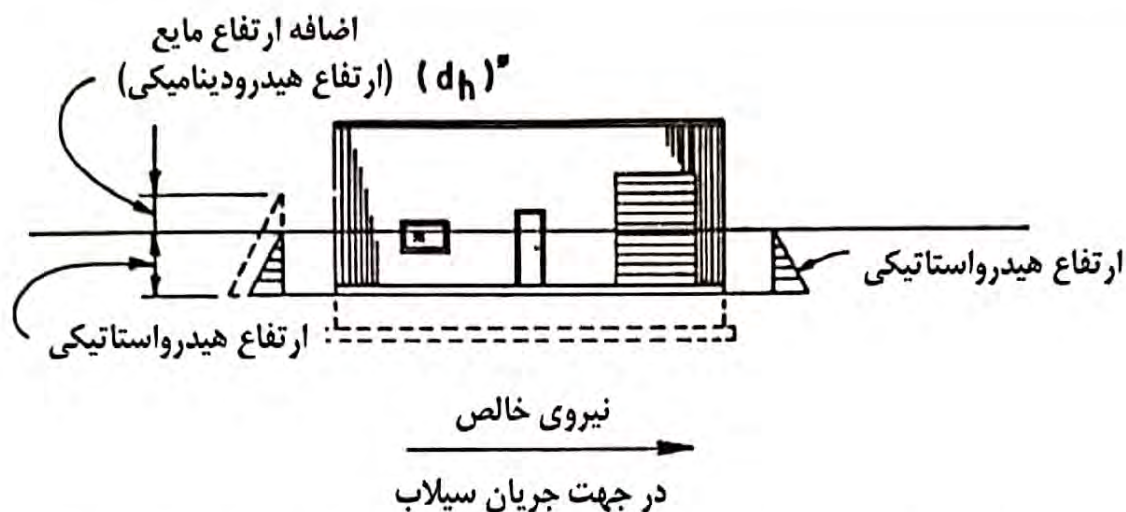 اضافه ارتفاع مایع
(ارتفاع هیدرودینامیکی) (dh)*
ارتفاع هیدرواستاتیکی
ارتفاع هیدرواستاتیکی
نیروی خالص
در جهت جریان سیلاب